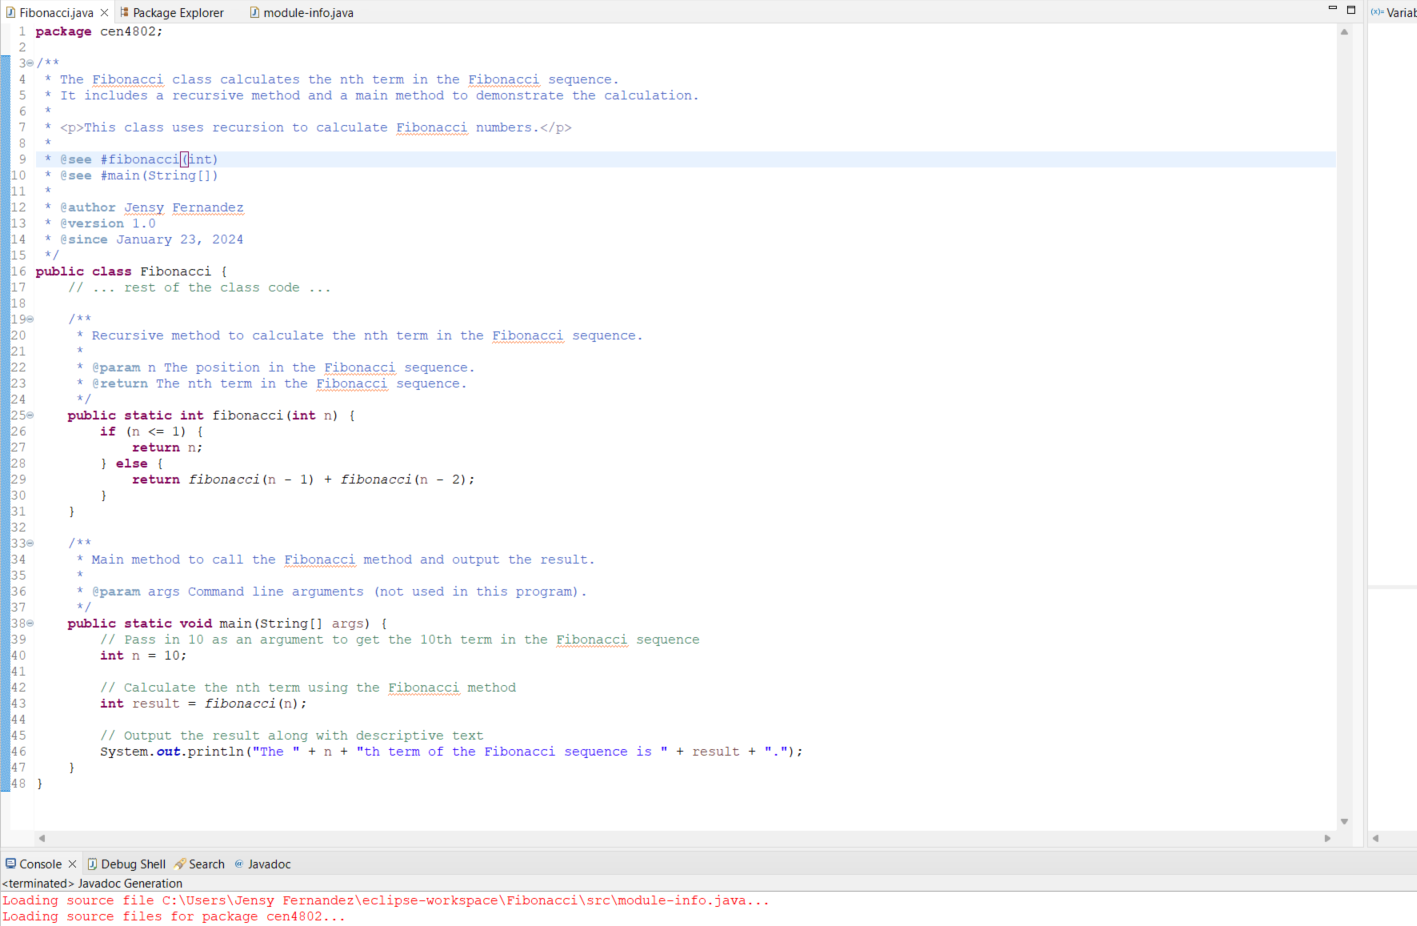 Fibonacci.java Package Explorer module-info.java
(x)= Variab
1 package cen4802;
2
3 /**
4  * The Fibonacci class calculates the nth term in the Fibonacci sequence.
5  * It includes a recursive method and a main method to demonstrate the calculation.
6  *
7  * <p>This class uses recursion to calculate Fibonacci numbers.</p>
8  *
9  * @see #fibonacci(int)
10  * @see #main(String[])
11  *
12  * @author Jensy Fernandez
13  * @version 1.0
14  * @since January 23, 2024
15  */
16 public class Fibonacci {
17     // ... rest of the class code ...
18
19     /**
20      * Recursive method to calculate the nth term in the Fibonacci sequence.
21      *
22      * @param n The position in the Fibonacci sequence.
23      * @return The nth term in the Fibonacci sequence.
24      */
25     public static int fibonacci(int n) {
26         if (n <= 1) {
27             return n;
28         } else {
29             return fibonacci(n - 1) + fibonacci(n - 2);
30         }
31     }
32
33     /**
34      * Main method to call the Fibonacci method and output the result.
35      *
36      * @param args Command line arguments (not used in this program).
37      */
38     public static void main(String[] args) {
39         // Pass in 10 as an argument to get the 10th term in the Fibonacci sequence
40         int n = 10;
41
42         // Calculate the nth term using the Fibonacci method
43         int result = fibonacci(n);
44
45         // Output the result along with descriptive text
46         System.out.println("The " + n + "th term of the Fibonacci sequence is " + result + ".");
47     }
48 }
Console Debug Shell Search @ Javadoc
<terminated> Javadoc Generation
Loading source file C:\Users\Jensy Fernandez\eclipse-workspace\Fibonacci\src\module-info.java...
Loading source files for package cen4802...